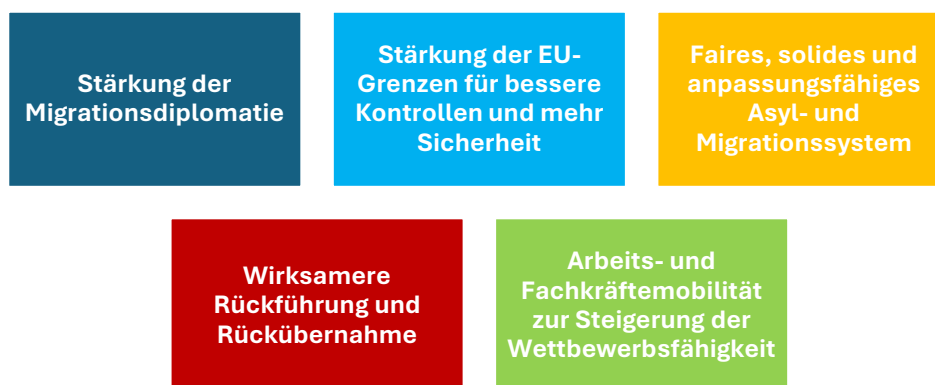 Stärkung der
Migrationsdiplomatie
Stärkung der EU-
Grenzen für bessere
Kontrollen und mehr
Sicherheit
Faires, solides und
anpassungsfähiges
Asyl- und
Migrationssystem
Wirksamere
Rückführung und
Rückübernahme
Arbeits- und
Fachkräftemobilität
zur Steigerung der
Wettbewerbsfähigkeit